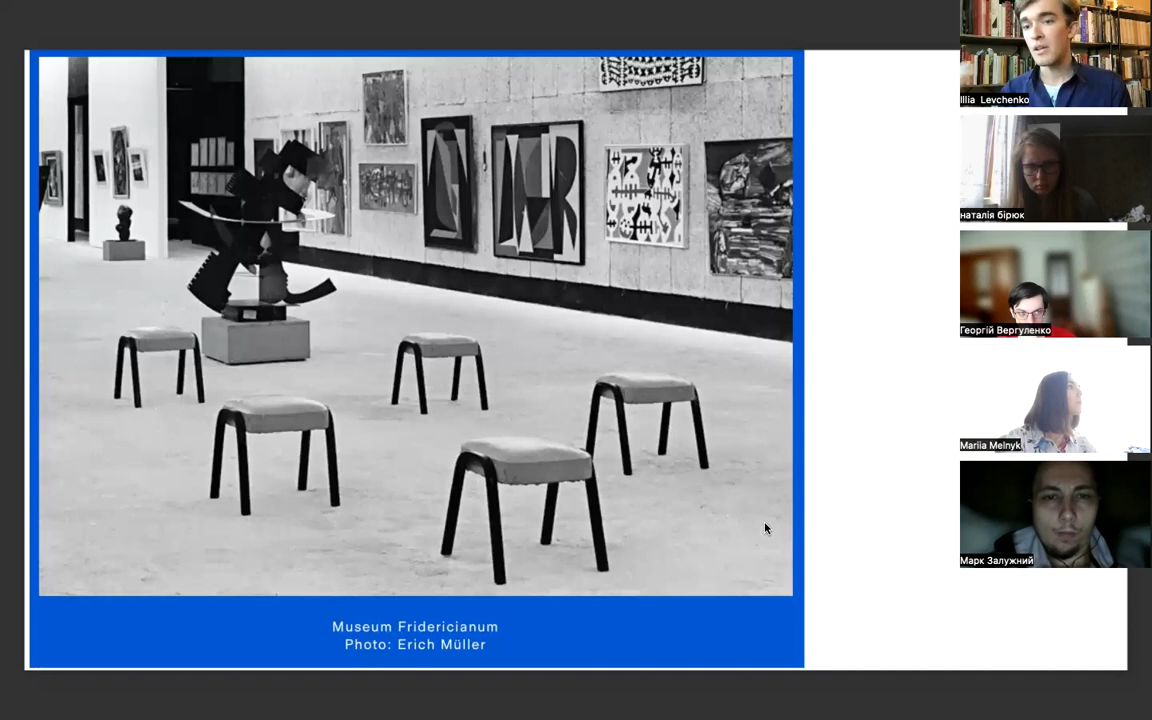 Illia Levchenko
наталія бірюк
Георгій Вергуленко
Mariia Melnyk
Марк Залужний
Museum Fridericianum
Photo: Erich Müller